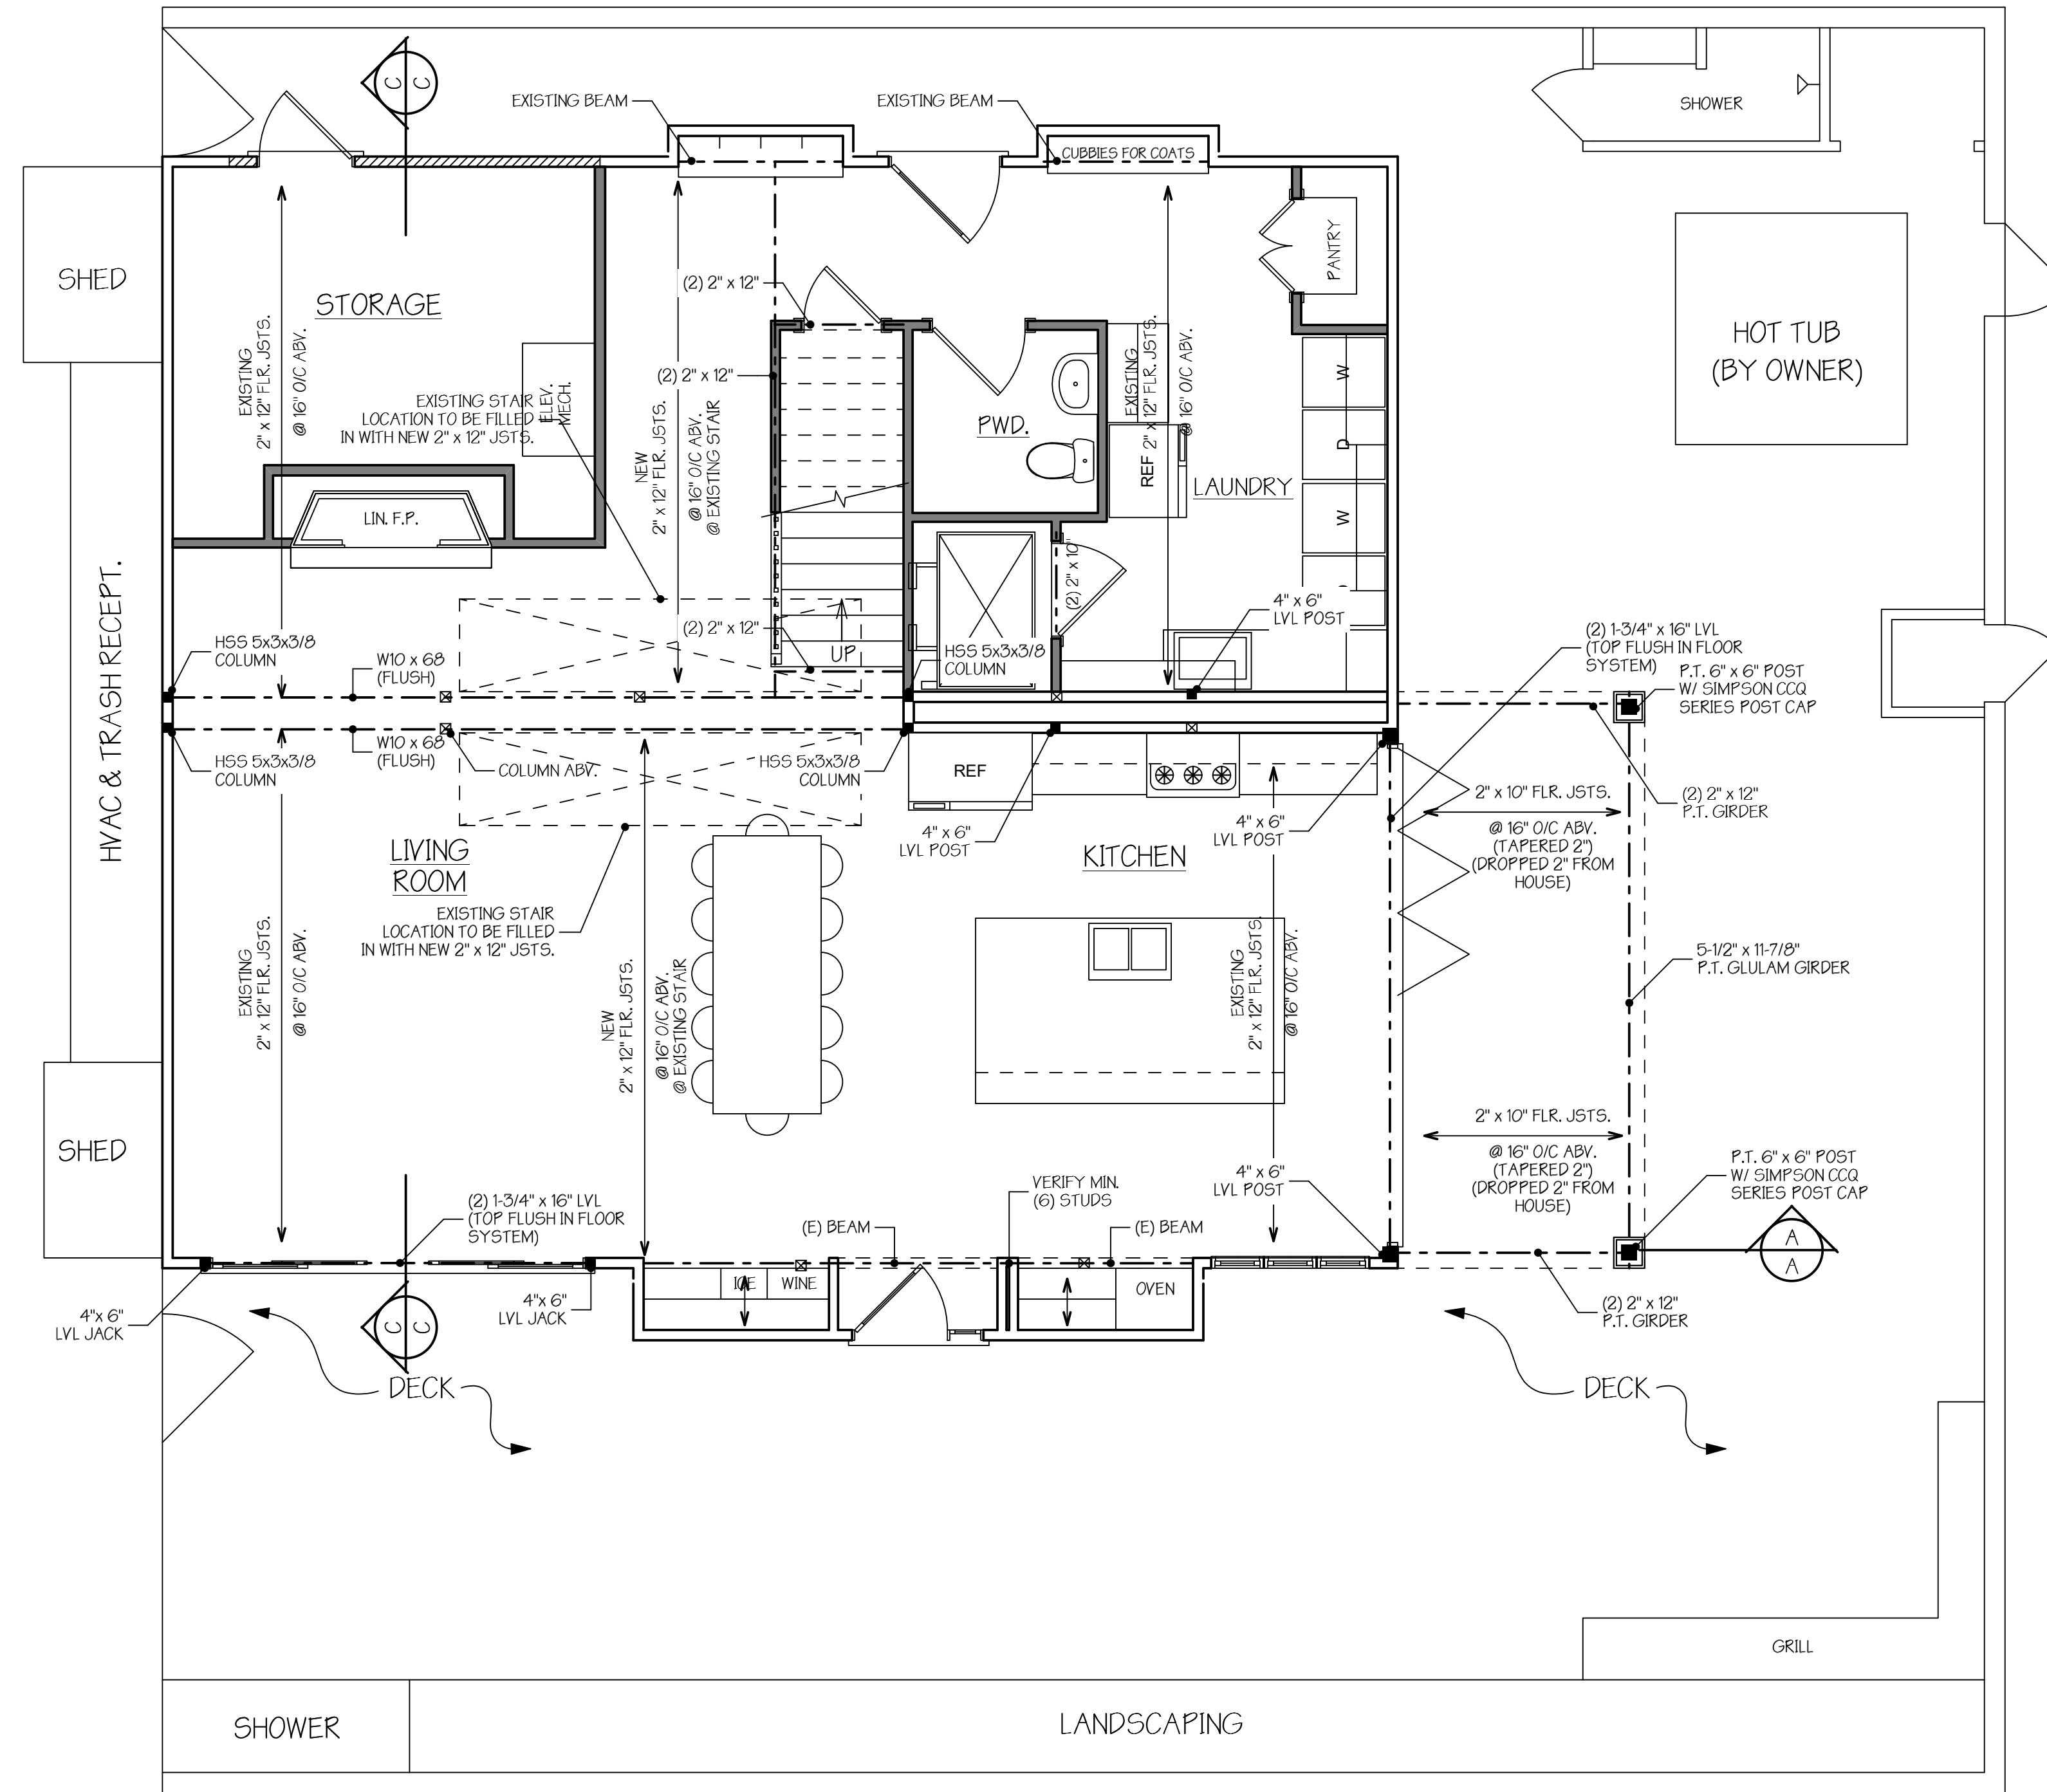 C
C
EXISTING BEAM
EXISTING BEAM
CUBBIES FOR COATS
SHOWER
SHED
STORAGE
EXISTING
2" x 12" FLR. JSTS.
@ 16" O/C ABV.
EXISTING STAIR
LOCATION TO BE FILLED
IN WITH NEW 2" x 12" JSTS.
ELEV.
MECH.
LIN. F.P.
NEW
2" x 12" FLR. JSTS.
@ 16" O/C ABV.
@ EXISTING STAIR
(2) 2" x 12"
(2) 2" x 12"
(2) 2" x 12"
UP
PWD.
EXISTING
2" x 12" FLR. JSTS.
@ 16" O/C ABV.
REF
LAUNDRY
PANTRY
W
D
W
(2) 2" x 10"
HOT TUB
(BY OWNER)
HVAC & TRASH RECEPT.
HSS 5x3x3/8
COLUMN
W10 x 68
(FLUSH)
HSS 5x3x3/8
COLUMN
4" x 6"
LVL POST
(2) 1-3/4" x 16" LVL
(TOP FLUSH IN FLOOR
SYSTEM)
P.T. 6" x 6" POST
W/ SIMPSON CCQ
SERIES POST CAP
HSS 5x3x3/8
COLUMN
W10 x 68
(FLUSH)
COLUMN ABV.
HSS 5x3x3/8
COLUMN
REF
4" x 6"
LVL POST
4" x 6"
LVL POST
2" x 10" FLR. JSTS.
@ 16" O/C ABV.
(TAPERED 2")
(DROPPED 2" FROM
HOUSE)
(2) 2" x 12"
P.T. GIRDER
LIVING
ROOM
KITCHEN
EXISTING STAIR
LOCATION TO BE FILLED
IN WITH NEW 2" x 12" JSTS.
EXISTING
2" x 12" FLR. JSTS.
@ 16" O/C ABV.
NEW
2" x 12" FLR. JSTS.
@ 16" O/C ABV.
@ EXISTING STAIR
EXISTING
2" x 12" FLR. JSTS.
@ 16" O/C ABV.
5-1/2" x 11-7/8"
P.T. GLULAM GIRDER
SHED
2" x 10" FLR. JSTS.
@ 16" O/C ABV.
(TAPERED 2")
(DROPPED 2" FROM
HOUSE)
P.T. 6" x 6" POST
W/ SIMPSON CCQ
SERIES POST CAP
(2) 1-3/4" x 16" LVL
(TOP FLUSH IN FLOOR
SYSTEM)
(E) BEAM
VERIFY MIN.
(6) STUDS
(E) BEAM
4" x 6"
LVL POST
A
A
ICE
WINE
OVEN
4"x 6"
LVL JACK
C
C
4"x 6"
LVL JACK
(2) 2" x 12"
P.T. GIRDER
DECK
DECK
GRILL
SHOWER
LANDSCAPING